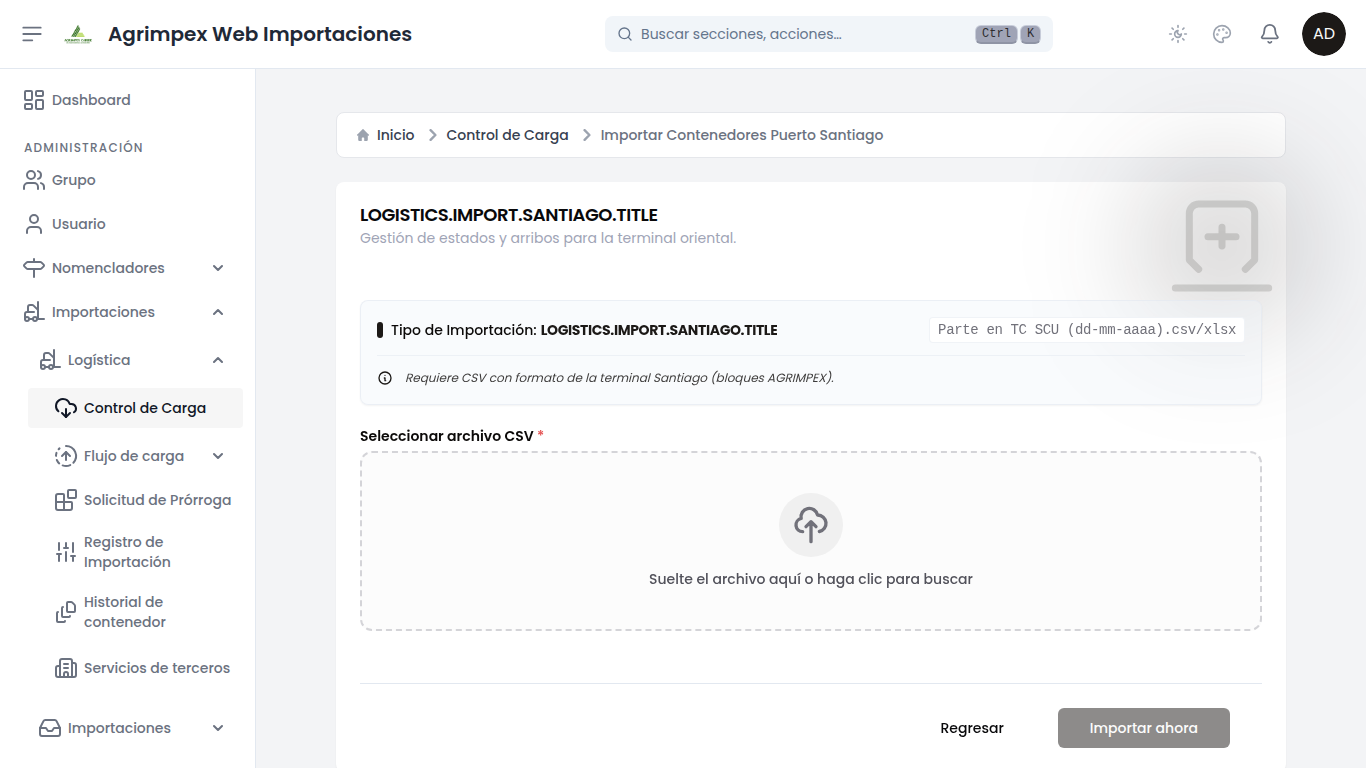 Agrimpex Web Importaciones
Buscar secciones, acciones…
Ctrl K
AD
Dashboard
ADMINISTRACIÓN
Grupo
Usuario
Nomencladores
Importaciones
Logística
Control de Carga
Flujo de carga
Solicitud de Prórroga
Registro de
Importación
Historial de
contenedor
Servicios de terceros
Importaciones
Inicio
Control de Carga
Importar Contenedores Puerto Santiago
LOGISTICS.IMPORT.SANTIAGO.TITLE
Gestión de estados y arribos para la terminal oriental.
Tipo de Importación: LOGISTICS.IMPORT.SANTIAGO.TITLE
Parte en TC SCU (dd-mm-aaaa).csv/xlsx
Requiere CSV con formato de la terminal Santiago (bloques AGRIMPEX).
Seleccionar archivo CSV *
Suelte el archivo aquí o haga clic para buscar
Regresar
Importar ahora